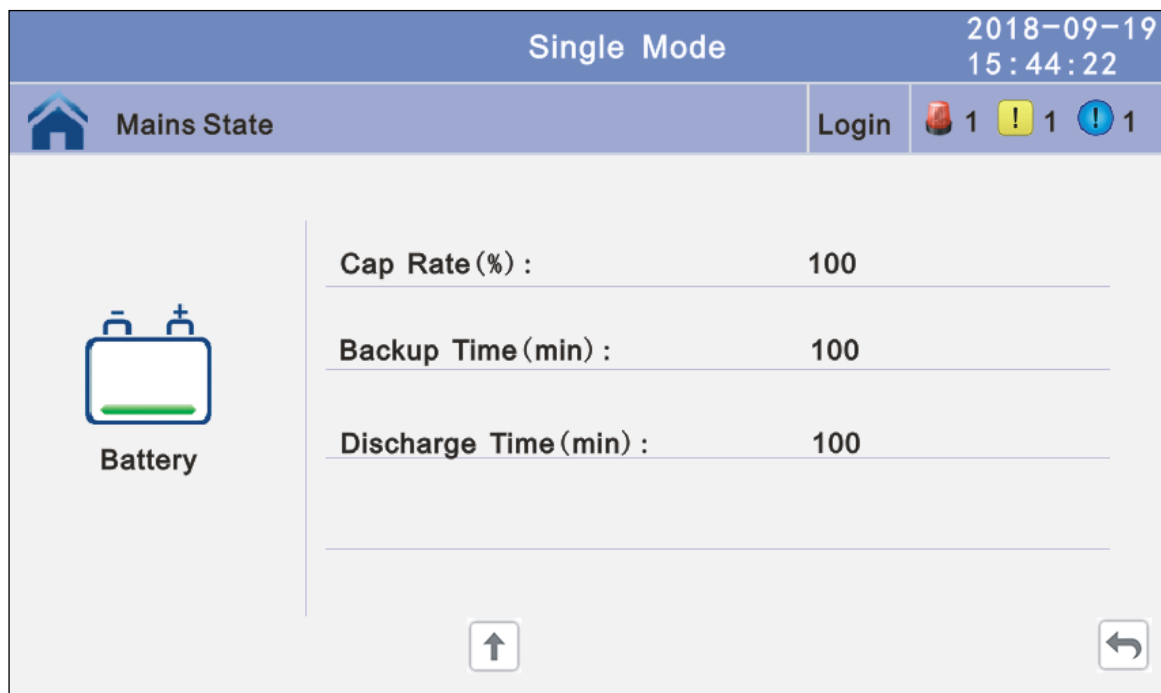 Single Mode
2018-09-19
15:44:22
Mains State
Login
1
! 1
! 1
Cap Rate(%): 100
Backup Time(min): 100
Discharge Time(min): 100
- +
Battery